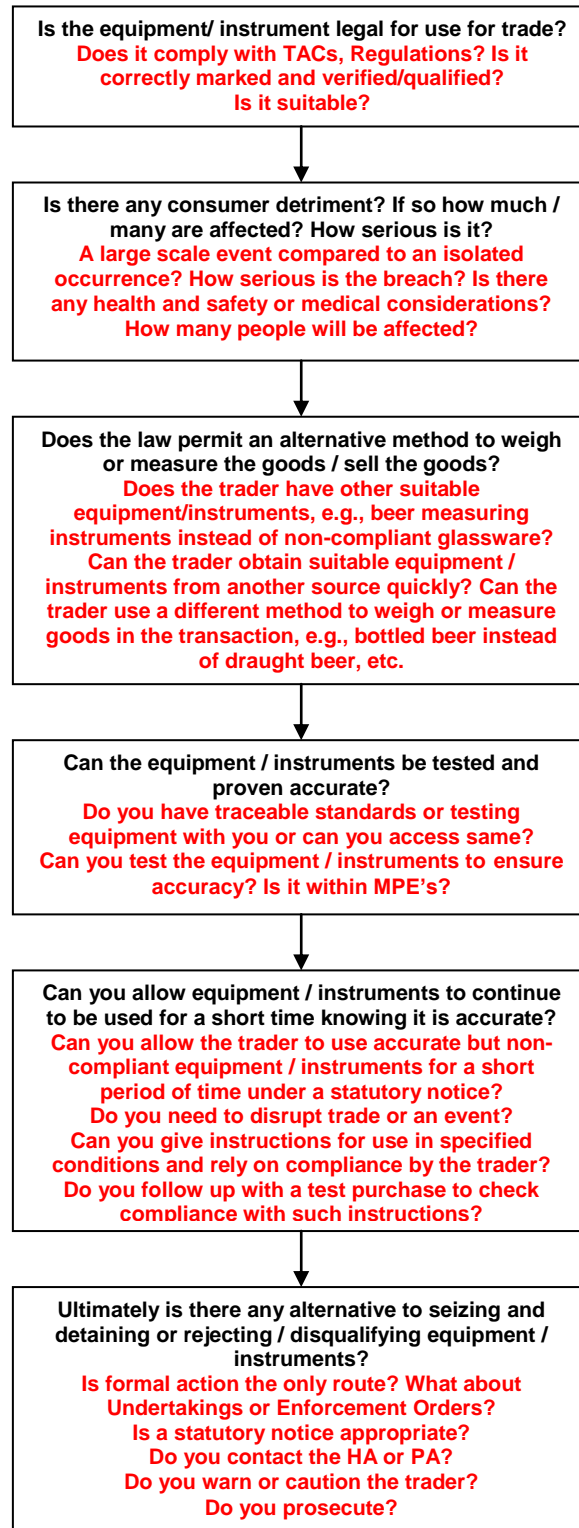 Is the equipment/ instrument legal for use for trade?
Does it comply with TACs, Regulations? Is it
correctly marked and verified/qualified?
Is it suitable?
Is there any consumer detriment? If so how much /
many are affected? How serious is it?
A large scale event compared to an isolated
occurrence? How serious is the breach? Is there
any health and safety or medical considerations?
How many people will be affected?
Does the law permit an alternative method to weigh
or measure the goods / sell the goods?
Does the trader have other suitable
equipment/instruments, e.g., beer measuring
instruments instead of non-compliant glassware?
Can the trader obtain suitable equipment /
instruments from another source quickly? Can the
trader use a different method to weigh or measure
goods in the transaction, e.g., bottled beer instead
of draught beer, etc.
Can the equipment / instruments be tested and
proven accurate?
Do you have traceable standards or testing
equipment with you or can you access same?
Can you test the equipment / instruments to ensure
accuracy? Is it within MPE's?
Can you allow equipment / instruments to continue
to be used for a short time knowing it is accurate?
Can you allow the trader to use accurate but non-
compliant equipment / instruments for a short
period of time under a statutory notice?
Do you need to disrupt trade or an event?
Can you give instructions for use in specified
conditions and rely on compliance by the trader?
Do you follow up with a test purchase to check
compliance with such instructions?
Ultimately is there any alternative to seizing and
detaining or rejecting / disqualifying equipment /
instruments?
Is formal action the only route? What about
Undertakings or Enforcement Orders?
Is a statutory notice appropriate?
Do you contact the HA or PA?
Do you warn or caution the trader?
Do you prosecute?